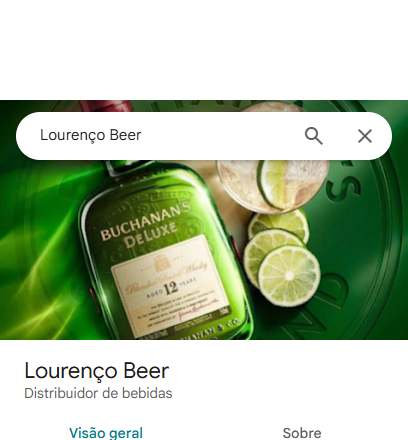 Lourenço Beer
BUCHANAN'S
DELUXE
Blended Scotch Whisky
AGED 12 YEARS
Lourenço Beer
Distribuidor de bebidas
Visão geral
Sobre